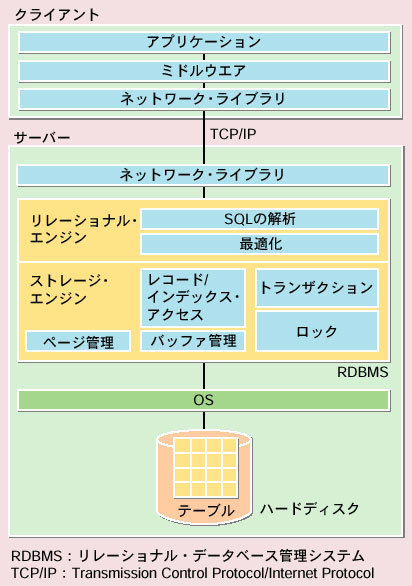 クライアント
アプリケーション
ミドルウエア
ネットワーク・ライブラリ
TCP/IP
サーバー
ネットワーク・ライブラリ
リレーショナル・
エンジン
SQLの解析
最適化
ストレージ・
エンジン
レコード/
インデックス・
アクセス
トランザクション
ページ管理
バッファ管理
ロック
RDBMS
OS
テーブル
ハードディスク
RDBMS：リレーショナル・データベース管理システム
TCP/IP：Transmission Control Protocol/Internet Protocol